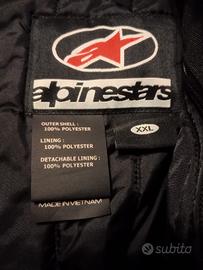 alpinestars
OUTER SHELL :
100% POLYESTER
LINING :
100% POLYESTER
DETACHABLE LINING :
100% POLYESTER
MADE IN VIETNAM
XXL
subito